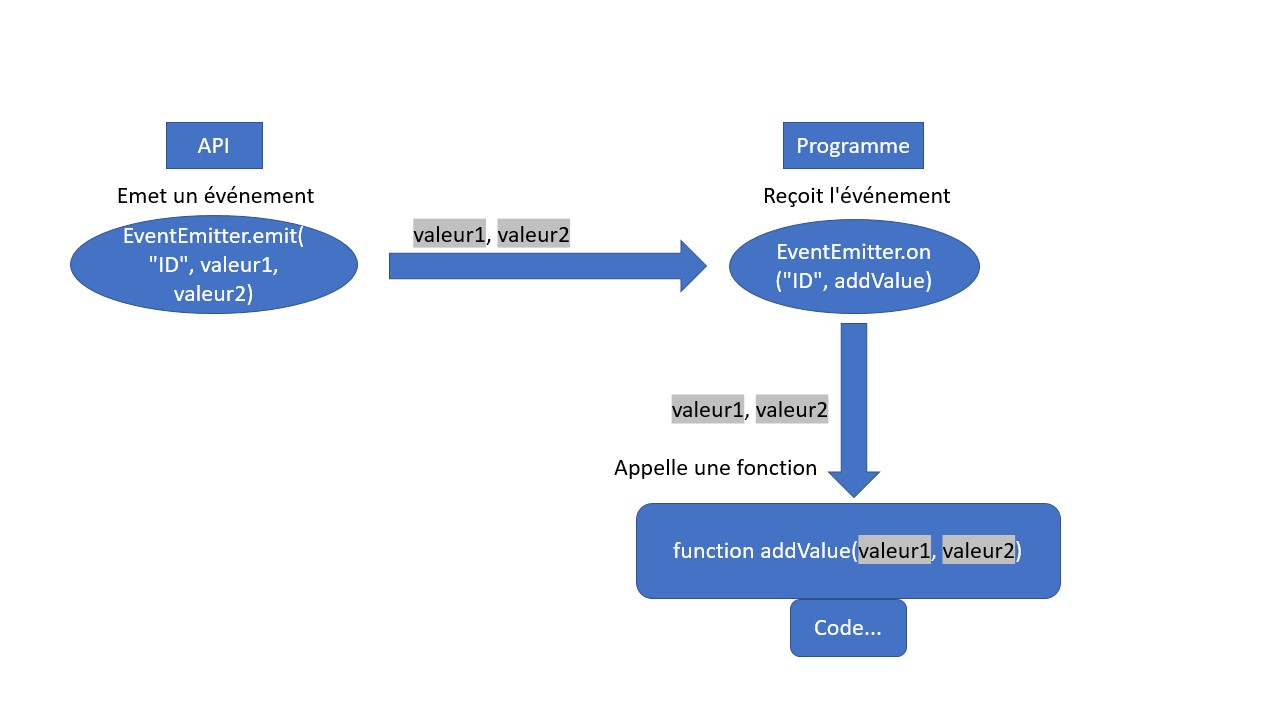 API
Emet un événement
EventEmitter.emit(
"ID", valeur1,
valeur2)
valeur1, valeur2
Programme
Reçoit l'événement
EventEmitter.on
("ID", addValue)
valeur1, valeur2
Appelle une fonction
function addValue(valeur1, valeur2)
Code...